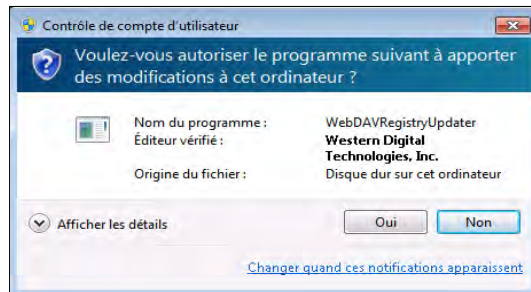 Contrôle de compte d'utilisateur
Voulez-vous autoriser le programme suivant à apporter
des modifications à cet ordinateur ?
Nom du programme : WebDAVRegistryUpdater
Éditeur vérifié : Western Digital
Technologies, Inc.
Origine du fichier : Disque dur sur cet ordinateur
Afficher les détails Oui Non
Changer quand ces notifications apparaissent